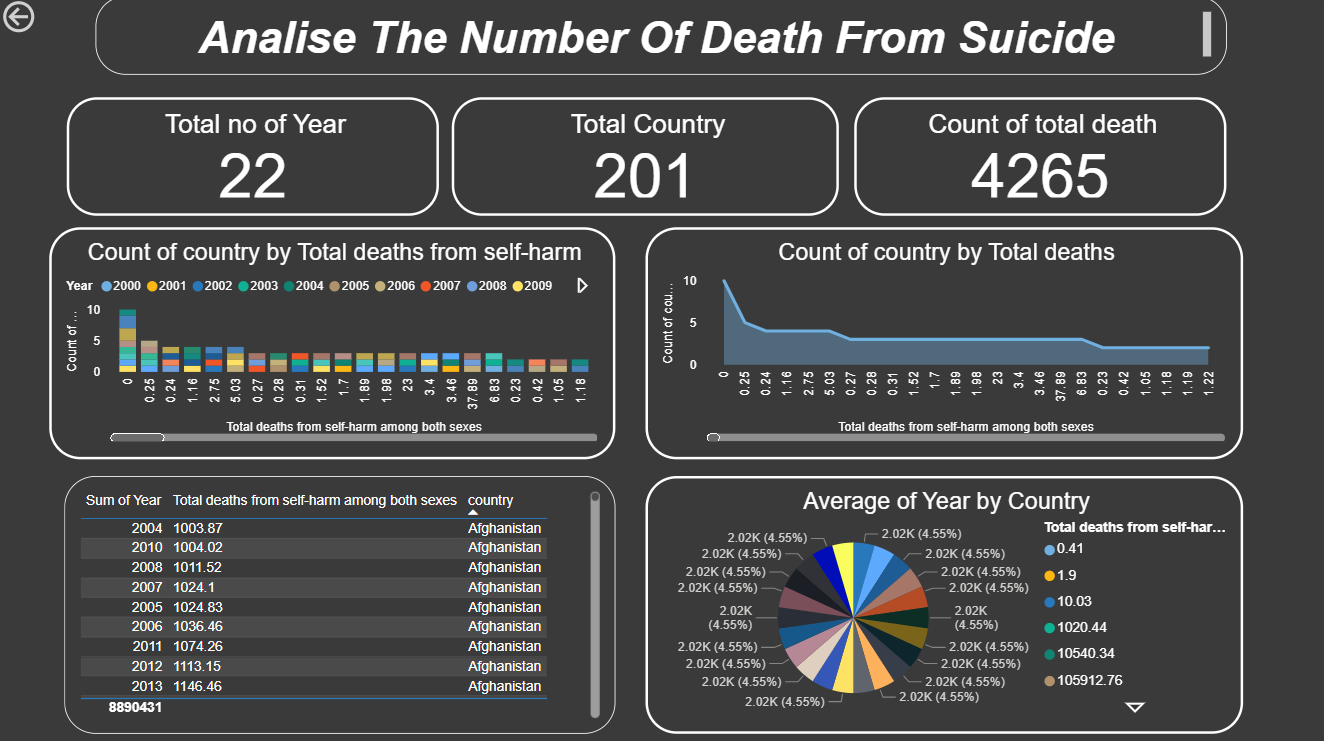 Analise The Number Of Death From Suicide
Total no of Year
22
Total Country
201
Count of total death
4265
Count of country by Total deaths from self-harm
Year 2000 2001 2002 2003 2004 2005 2006 2007 2008 2009
Count of ...
10
5
0
0 0.25 0.24 1.16 2.75 5.03 0.27 0.28 0.31 1.52 1.7 1.89 1.98 23 3.4 3.46 37.89 6.83 0.23 0.42 1.05 1.18
Total deaths from self-harm among both sexes
Count of country by Total deaths
Count of cou...
10
5
0
0 0.25 0.24 1.16 2.75 5.03 0.27 0.28 0.31 1.52 1.7 1.89 1.98 23 3.4 3.46 37.89 6.83 0.23 0.42 1.05 1.18 1.19 1.22
Total deaths from self-harm among both sexes
Sum of Year Total deaths from self-harm among both sexes country
2004 1003.87 Afghanistan
2010 1004.02 Afghanistan
2008 1011.52 Afghanistan
2007 1024.1 Afghanistan
2005 1024.83 Afghanistan
2006 1036.46 Afghanistan
2011 1074.26 Afghanistan
2012 1113.15 Afghanistan
2013 1146.46 Afghanistan
8890431
Average of Year by Country
2.02K (4.55%)
2.02K (4.55%)
2.02K (4.55%)
2.02K (4.55%)
2.02K (4.55%)
2.02K (4.55%)
2.02K (4.55%)
2.02K (4.55%)
2.02K
(4.55%)
2.02K
(4.55%)
2.02K (4.55%)
2.02K (4.55%)
2.02K (4.55%)
2.02K (4.55%)
2.02K (4.55%)
2.02K (4.55%)
2.02K (4.55%)
2.02K (4.55%)
Total deaths from self-har...
0.41
1.9
10.03
1020.44
10540.34
105912.76